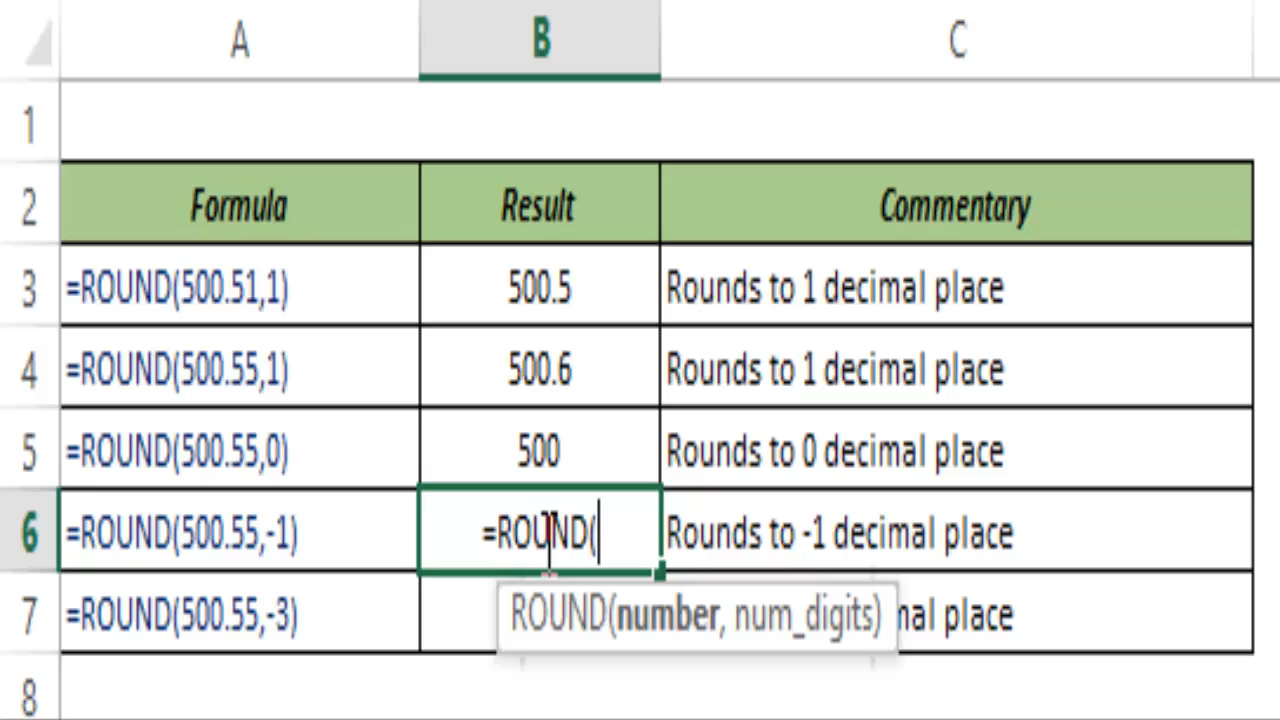 A B C
1
2 Formula Result Commentary
3 =ROUND(500.51,1) 500.5 Rounds to 1 decimal place
4 =ROUND(500.55,1) 500.6 Rounds to 1 decimal place
5 =ROUND(500.55,0) 500 Rounds to 0 decimal place
6 =ROUND(500.55,-1) =ROUND( Rounds to -1 decimal place
7 =ROUND(500.55,-3) ROUND(number, num_digits) mal place
8